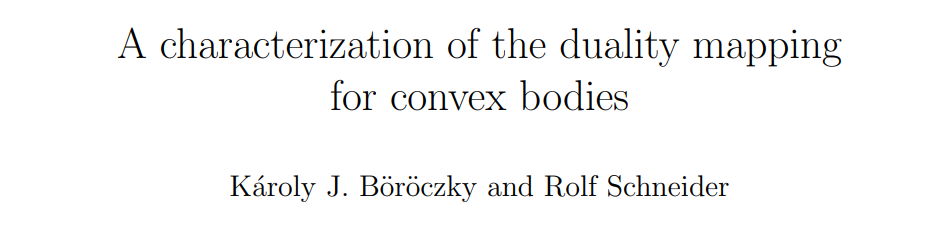 A characterization of the duality mapping
for convex bodies
Károly J. Böröczky and Rolf Schneider